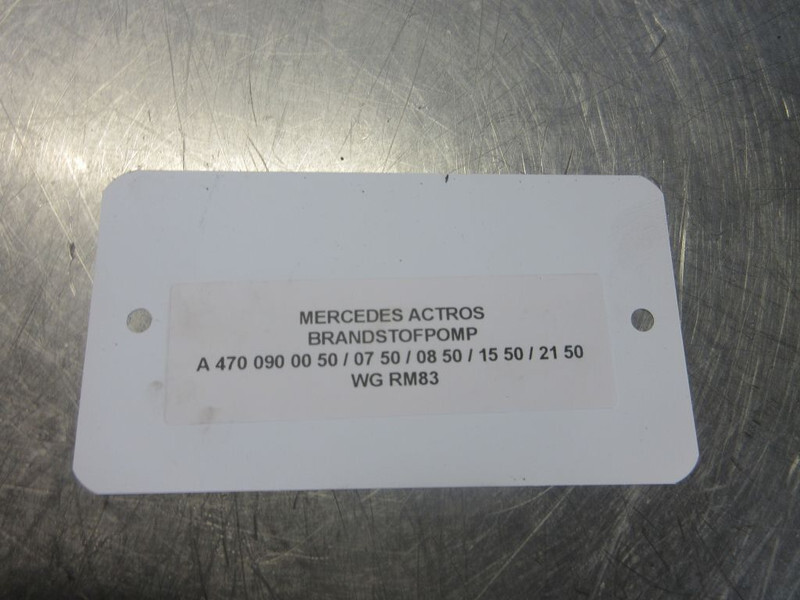 MERCEDES ACTROS
BRANDSTOFPOMP
A 470 090 00 50 / 07 50 / 08 50 / 15 50 / 21 50
WG RM83